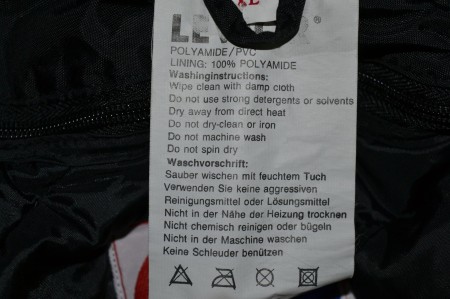 XL
POLYAMIDE/PVC
LINING: 100% POLYAMIDE
Washinginstructions:
Wipe clean with damp cloth
Do not use strong detergents or solvents
Dry away from direct heat
Do not dry-clean or iron
Do not machine wash
Do not spin dry
Waschvorschrift:
Sauber wischen mit feuchtem Tuch
Verwenden Sie keine aggressiven
Reinigungsmittel oder Lösungsmittel
Nicht in der Nähe der Heizung trocknen
Nicht chemisch reinigen oder bügeln
Nicht in der Maschine waschen
Keine Schleuder benützen